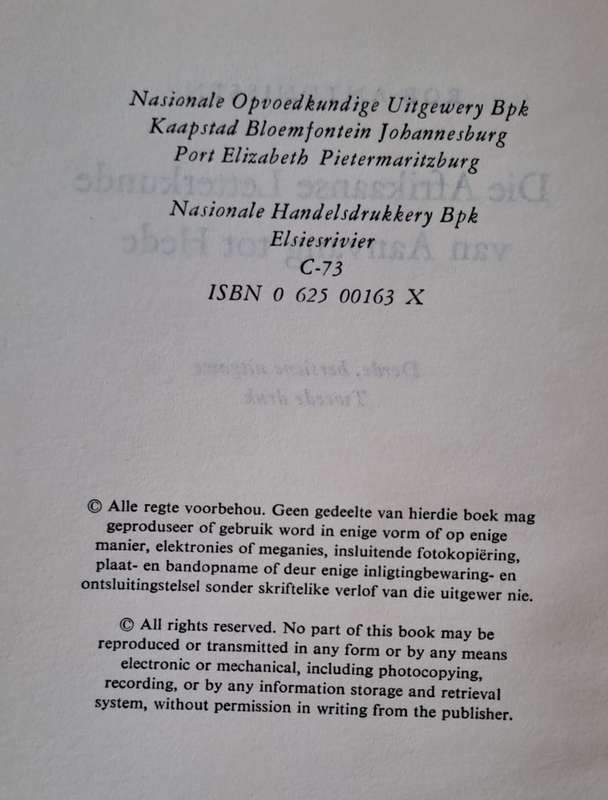 Nasionale Opvoedkundige Uitgewery Bpk
Kaapstad Bloemfontein Johannesburg
Port Elizabeth Pietermaritzburg
Nasionale Handelsdrukkery Bpk
Elsiesrivier
C-73
ISBN 0 625 00163 X
© Alle regte voorbehou. Geen gedeelte van hierdie boek mag
geproduseer of gebruik word in enige vorm of op enige
manier, elektronies of meganies, insluitende fotokopiëring,
plaat- en bandopname of deur enige inligtingbewaring- en
ontsluitingstelsel sonder skriftelike verlof van die uitgewer nie.
© All rights reserved. No part of this book may be
reproduced or transmitted in any form or by any means
electronic or mechanical, including photocopying,
recording, or by any information storage and retrieval
system, without permission in writing from the publisher.